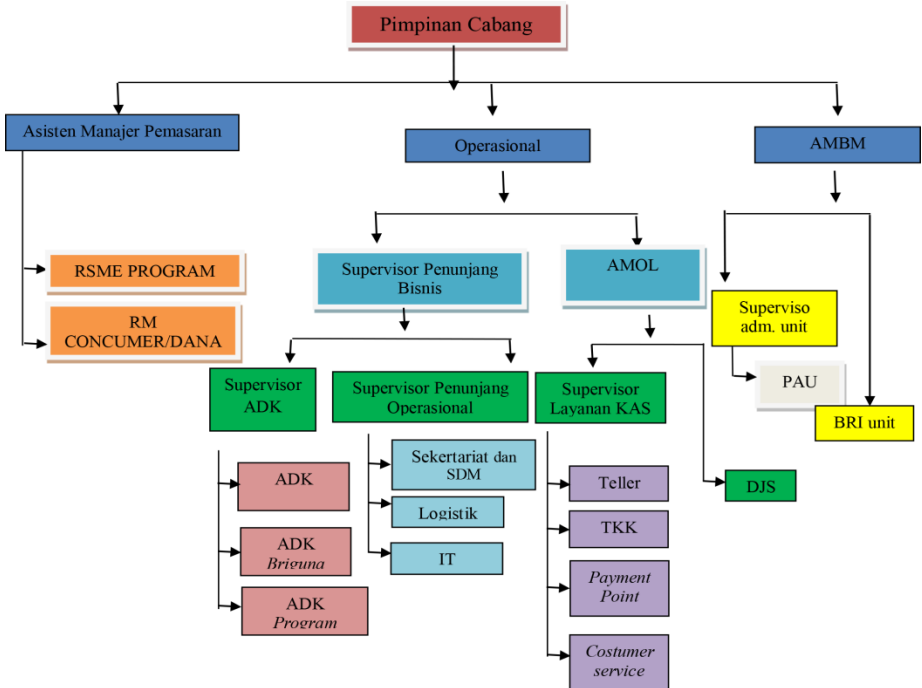 Pimpinan Cabang
Asisten Manajer Pemasaran
Operasional
AMBM
RSME PROGRAM
RM
CONCUMER/DANA
Supervisor Penunjang
Bisnis
AMOL
Superviso
adm. unit
PAU
BRI unit
Supervisor
ADK
Supervisor Penunjang
Operasional
Supervisor
Layanan KAS
DJS
ADK
ADK
Briguna
ADK
Program
Sekertariat dan
SDM
Logistik
IT
Teller
TKK
Payment
Point
Costumer
service